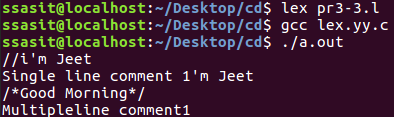 ssasit@localhost:~/Desktop/cd$ lex pr3-3.l
ssasit@localhost:~/Desktop/cd$ gcc lex.yy.c
ssasit@localhost:~/Desktop/cd$ ./a.out
//i'm Jeet
Single line comment 1'm Jeet
/*Good Morning*/
Multipleline comment1